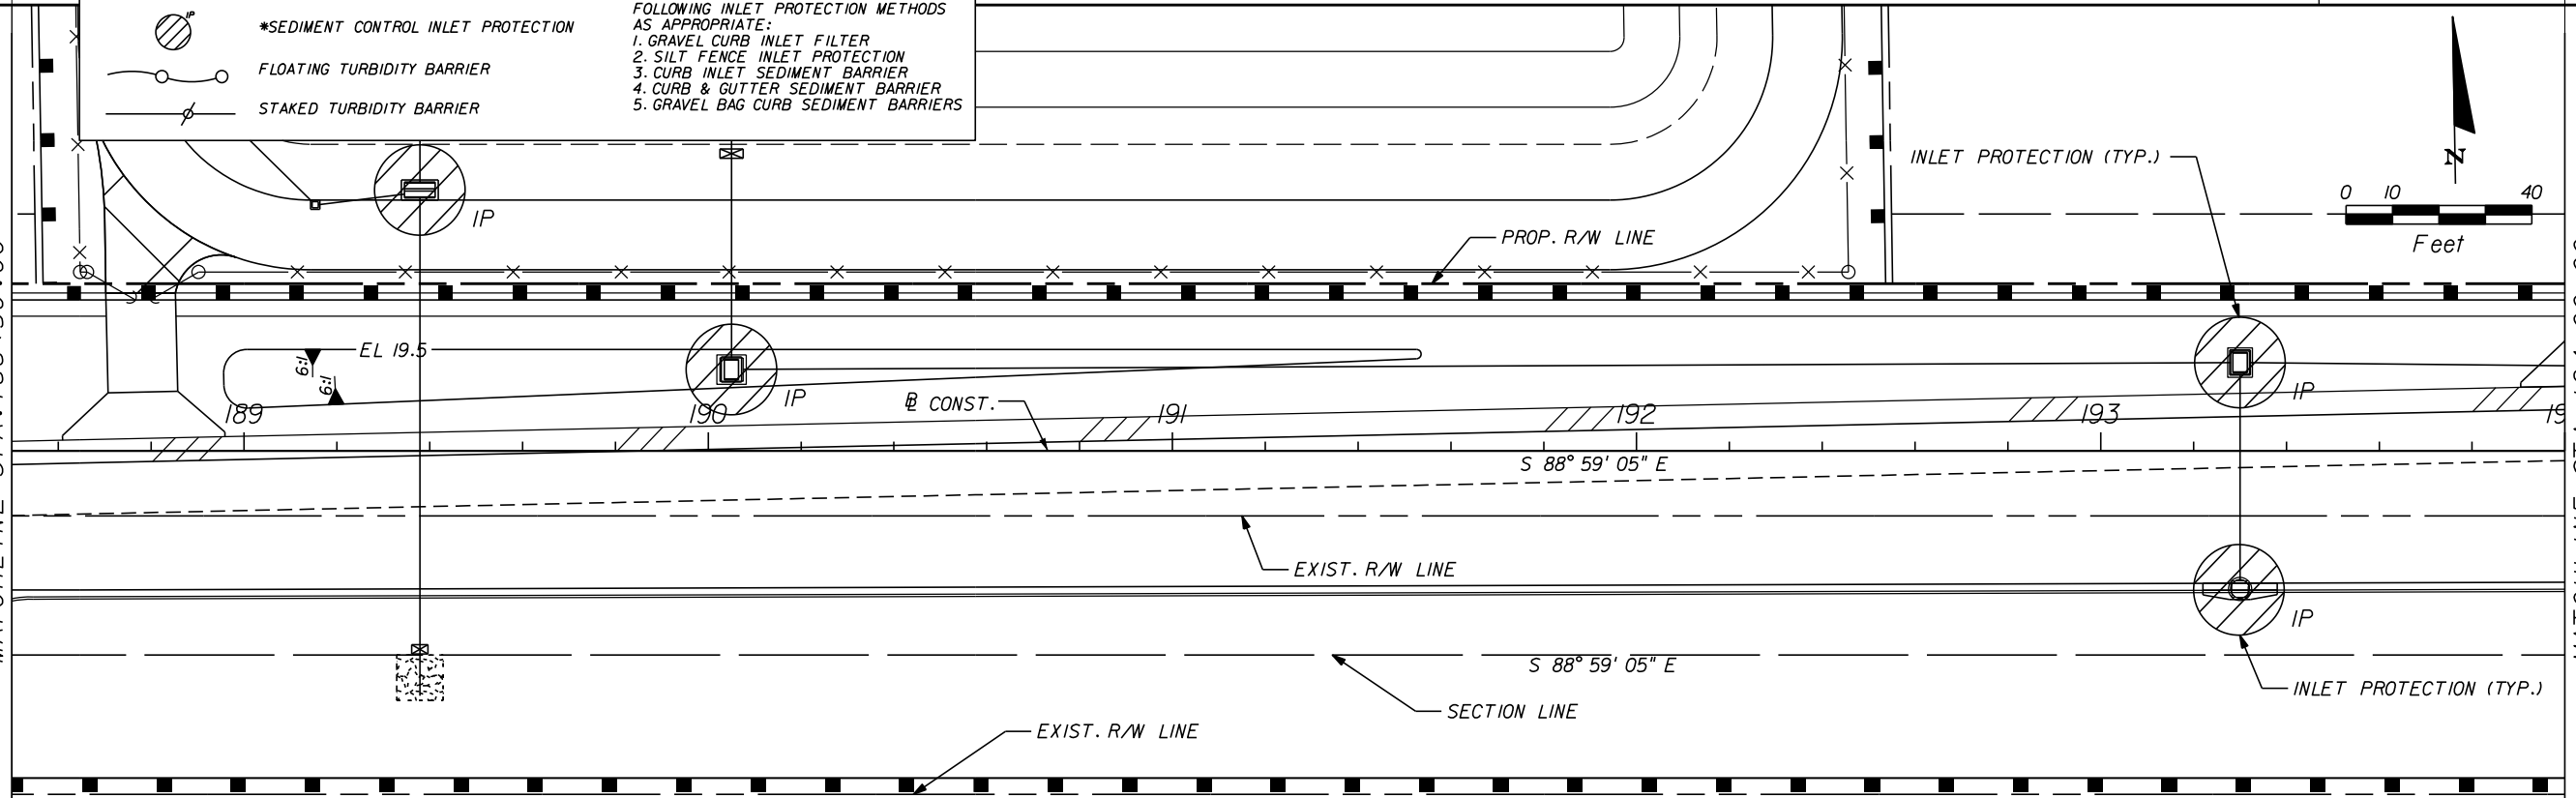 IP
*SEDIMENT CONTROL INLET PROTECTION
FLOATING TURBIDITY BARRIER
STAKED TURBIDITY BARRIER
FOLLOWING INLET PROTECTION METHODS
AS APPROPRIATE:
1. GRAVEL CURB INLET FILTER
2. SILT FENCE INLET PROTECTION
3. CURB INLET SEDIMENT BARRIER
4. CURB & GUTTER SEDIMENT BARRIER
5. GRAVEL BAG CURB SEDIMENT BARRIERS
INLET PROTECTION (TYP.)
N
0 10 40
Feet
IP
PROP. R/W LINE
EL 19.5
6:1
6:1
IP
IP
℄ CONST.
189 190 191 192 193
S 88° 59' 05" E
EXIST. R/W LINE
IP
S 88° 59' 05" E
INLET PROTECTION (TYP.)
SECTION LINE
EXIST. R/W LINE